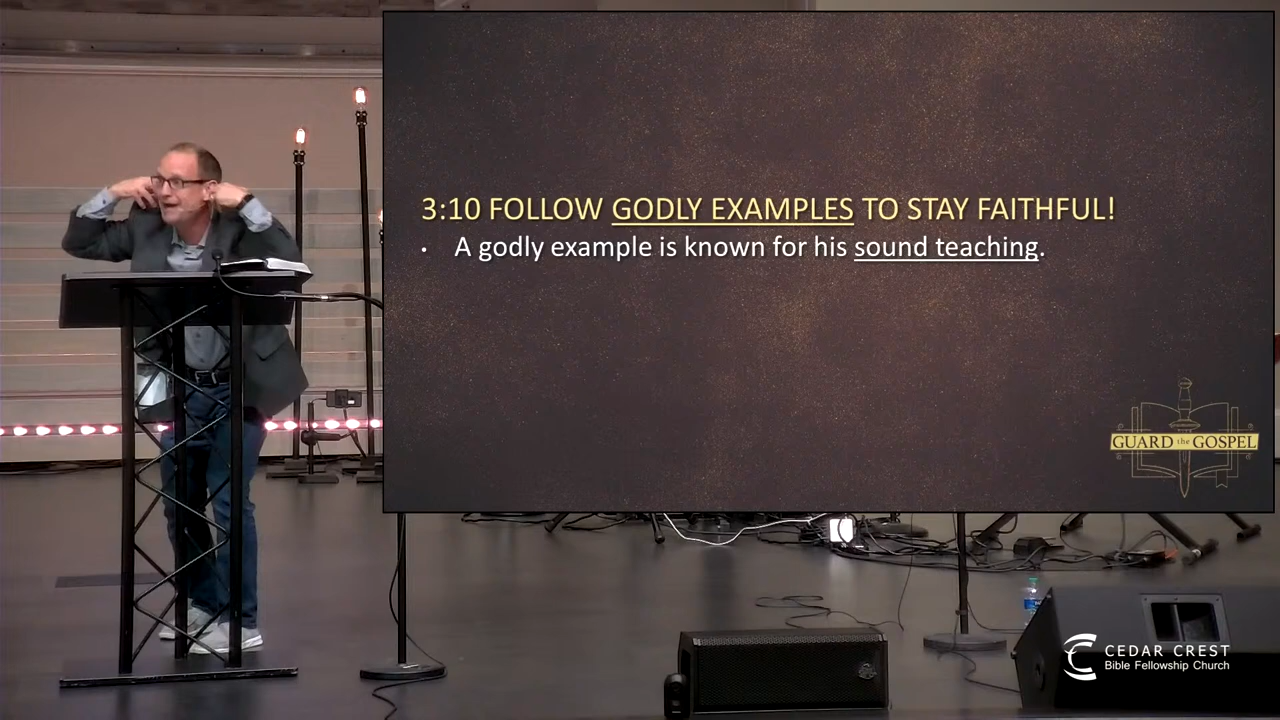 3:10 FOLLOW GODLY EXAMPLES TO STAY FAITHFUL!
• A godly example is known for his sound teaching.
GUARD the GOSPEL
CEDAR CREST
Bible Fellowship Church